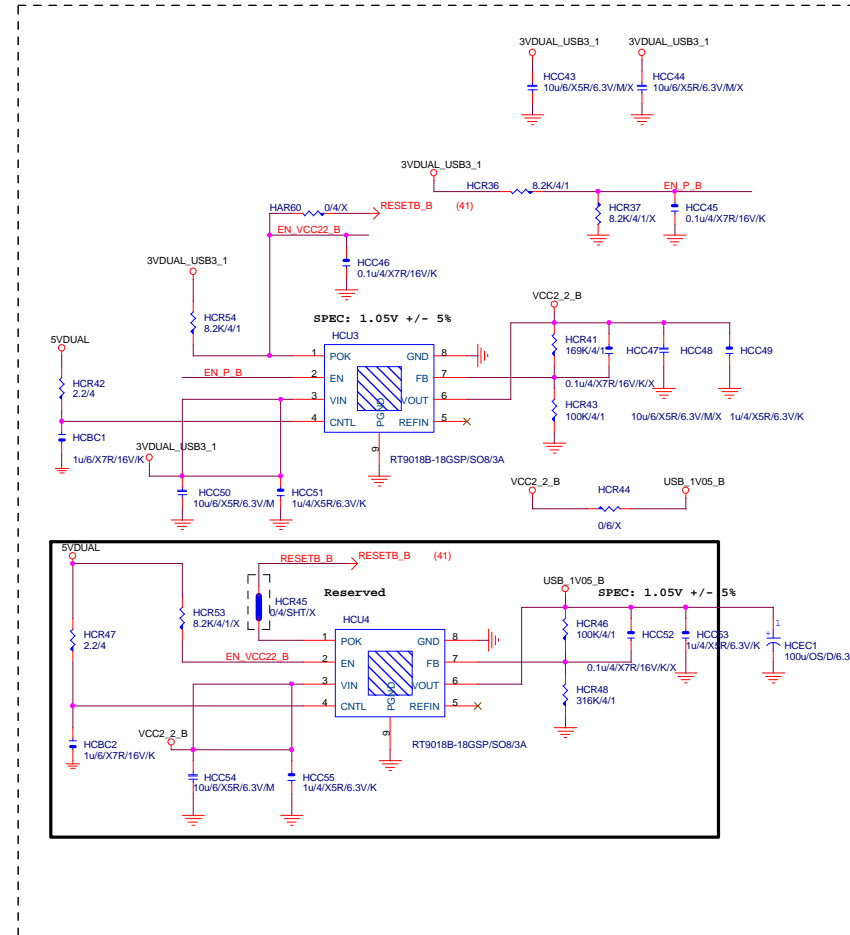 3VDUAL_USB3_1 3VDUAL_USB3_1
HCC43 HCC44
10u/6/X5R/6.3V/M/X 10u/6/X5R/6.3V/M/X
3VDUAL_USB3_1
HCR36 8.2K/4/1 EN_P_B
HAR60 0/4/X RESETB_B (41)
HCR37 HCC45
8.2K/4/1/X 0.1u/4/X7R/16V/K
EN_VCC22_B
3VDUAL_USB3_1
HCC46
0.1u/4/X7R/16V/K
HCR54
8.2K/4/1
SPEC: 1.05V +/- 5%
VCC2_2_B
5VDUAL
HCU3
HCR41
169K/4/1
HCC47 HCC48 HCC49
1 POK GND 8
EN_P_B 2 EN FB 7
3 VIN VOUT 6
4 CNTL REFIN 5
PGND
9
HCR42
2.2/4
0.1u/4/X7R/16V/K/X
HCR43
100K/4/1
10u/6/X5R/6.3V/M/X 1u/4/X5R/6.3V/K
HCBC1
1u/6/X7R/16V/K
3VDUAL_USB3_1
RT9018B-18GSP/SO8/3A
HCC50 HCC51
10u/6/X5R/6.3V/M 1u/4/X5R/6.3V/K
VCC2_2_B HCR44 USB_1V05_B
0/6/X
5VDUAL
RESETB_B RESETB_B (41)
HCR45
0/4/SHT/X
Reserved
USB_1V05_B SPEC: 1.05V +/- 5%
HCR53
8.2K/4/1/X
HCU4
HCR46
100K/4/1
HCC52 HCC53
1u/4/X5R/6.3V/K
1
+
HCEC1
100u/OS/D/6.3
HCR47
2.2/4
1 POK GND 8
EN_VCC22_B 2 EN FB 7
3 VIN VOUT 6
4 CNTL REFIN 5
PGND
9
0.1u/4/X7R/16V/K/X
HCR48
316K/4/1
VCC2_2_B
HCBC2
1u/6/X7R/16V/K
RT9018B-18GSP/SO8/3A
HCC54 HCC55
10u/6/X5R/6.3V/M 1u/4/X5R/6.3V/K